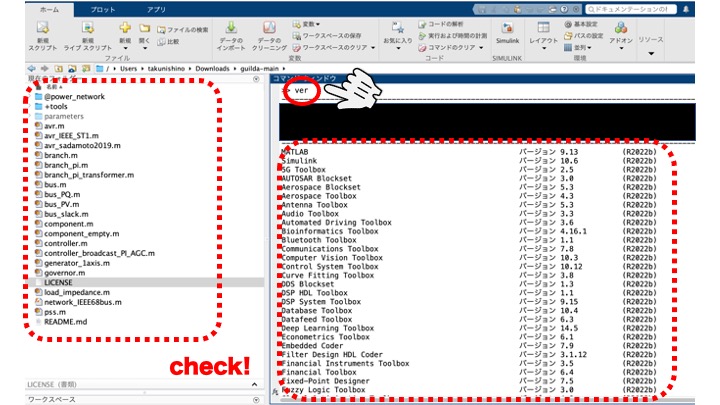 ホーム プロット アプリ
ドキュメンテーションの
新規 スクリプト
新規 ライブ スクリプト
新規
開く
ファイルの検索
比較
データの インポート
データの クリーニング
変数
ワークスペースの保存
ワークスペースのクリア
お気に入り
コードの解析
実行および時間の計測
コマンドのクリア
Simulink
レイアウト
基本設定
パスの設定
並列
アドオン
リソース
ファイル 変数 コード SIMULINK 環境
/ Users takunishino Downloads guilda-main
現在のフォルダー
コマンド ウィンドウ
名前
@power_network
+tools
parameters
avr.m
avr_IEEE_ST1.m
avr_sadamoto2019.m
branch.m
branch_pi.m
branch_pi_transformer.m
bus.m
bus_PQ.m
bus_PV.m
bus_slack.m
component.m
component_empty.m
controller.m
controller_broadcast_PI_AGC.m
generator_1axis.m
governor.m
LICENSE
load_impedance.m
network_IEEE68bus.m
pss.m
README.md
check!
LICENSE (書類)
ワークスペース
>> ver
MATLAB バージョン 9.13 (R2022b)
Simulink バージョン 10.6 (R2022b)
5G Toolbox バージョン 2.5 (R2022b)
AUTOSAR Blockset バージョン 3.0 (R2022b)
Aerospace Blockset バージョン 5.3 (R2022b)
Aerospace Toolbox バージョン 4.3 (R2022b)
Antenna Toolbox バージョン 5.3 (R2022b)
Audio Toolbox バージョン 3.3 (R2022b)
Automated Driving Toolbox バージョン 3.6 (R2022b)
Bioinformatics Toolbox バージョン 4.16.1 (R2022b)
Bluetooth Toolbox バージョン 1.1 (R2022b)
Communications Toolbox バージョン 7.8 (R2022b)
Computer Vision Toolbox バージョン 10.3 (R2022b)
Control System Toolbox バージョン 10.12 (R2022b)
Curve Fitting Toolbox バージョン 3.8 (R2022b)
DDS Blockset バージョン 1.3 (R2022b)
DSP HDL Toolbox バージョン 1.1 (R2022b)
DSP System Toolbox バージョン 9.15 (R2022b)
Database Toolbox バージョン 10.4 (R2022b)
Datafeed Toolbox バージョン 6.3 (R2022b)
Deep Learning Toolbox バージョン 14.5 (R2022b)
Econometrics Toolbox バージョン 6.1 (R2022b)
Embedded Coder バージョン 7.9 (R2022b)
Filter Design HDL Coder バージョン 3.1.12 (R2022b)
Financial Instruments Toolbox バージョン 3.5 (R2022b)
Financial Toolbox バージョン 6.4 (R2022b)
Fixed-Point Designer バージョン 7.5 (R2022b)
Fuzzy Logic Toolbox バージョン 3.0 (R2022b)